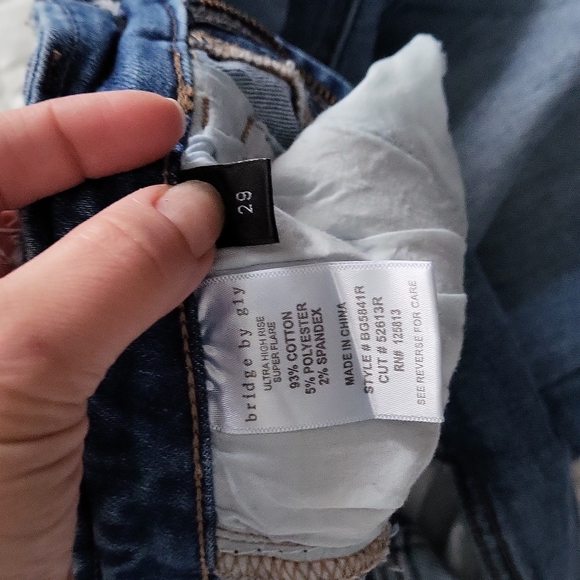 29
bridge by gly
ULTRA HIGH RISE
SUPER FLARE
93% COTTON
5% POLYESTER
2% SPANDEX
MADE IN CHINA
STYLE # BG5841R
CUT # 52613R
RN# 125813
SEE REVERSE FOR CARE